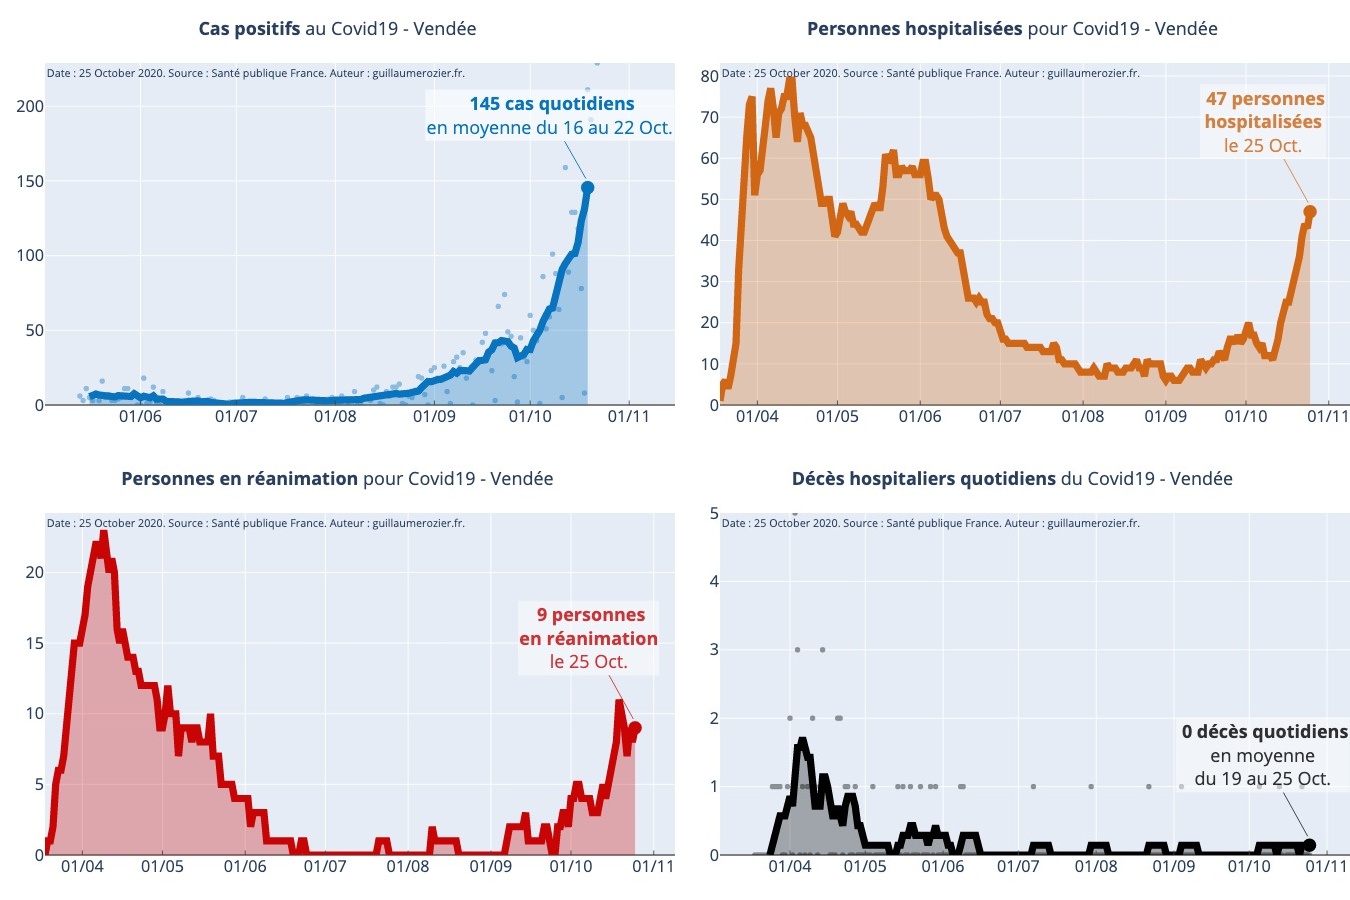 Cas positifs au Covid19 - Vendée
Date : 25 October 2020. Source : Santé publique France. Auteur : guillaumerozier.fr.
145 cas quotidiens
en moyenne du 16 au 22 Oct.
200
150
100
50
0
01/06 01/07 01/08 01/09 01/10 01/11
Personnes hospitalisées pour Covid19 - Vendée
Date : 25 October 2020. Source : Santé publique France. Auteur : guillaumerozier.fr.
47 personnes
hospitalisées
le 25 Oct.
80
70
60
50
40
30
20
10
0
01/04 01/05 01/06 01/07 01/08 01/09 01/10 01/11
Personnes en réanimation pour Covid19 - Vendée
Date : 25 October 2020. Source : Santé publique France. Auteur : guillaumerozier.fr.
9 personnes
en réanimation
le 25 Oct.
20
15
10
5
0
01/04 01/05 01/06 01/07 01/08 01/09 01/10 01/11
Décès hospitaliers quotidiens du Covid19 - Vendée
Date : 25 October 2020. Source : Santé publique France. Auteur : guillaumerozier.fr.
0 décès quotidiens
en moyenne
du 19 au 25 Oct.
5
4
3
2
1
0
01/04 01/05 01/06 01/07 01/08 01/09 01/10 01/11